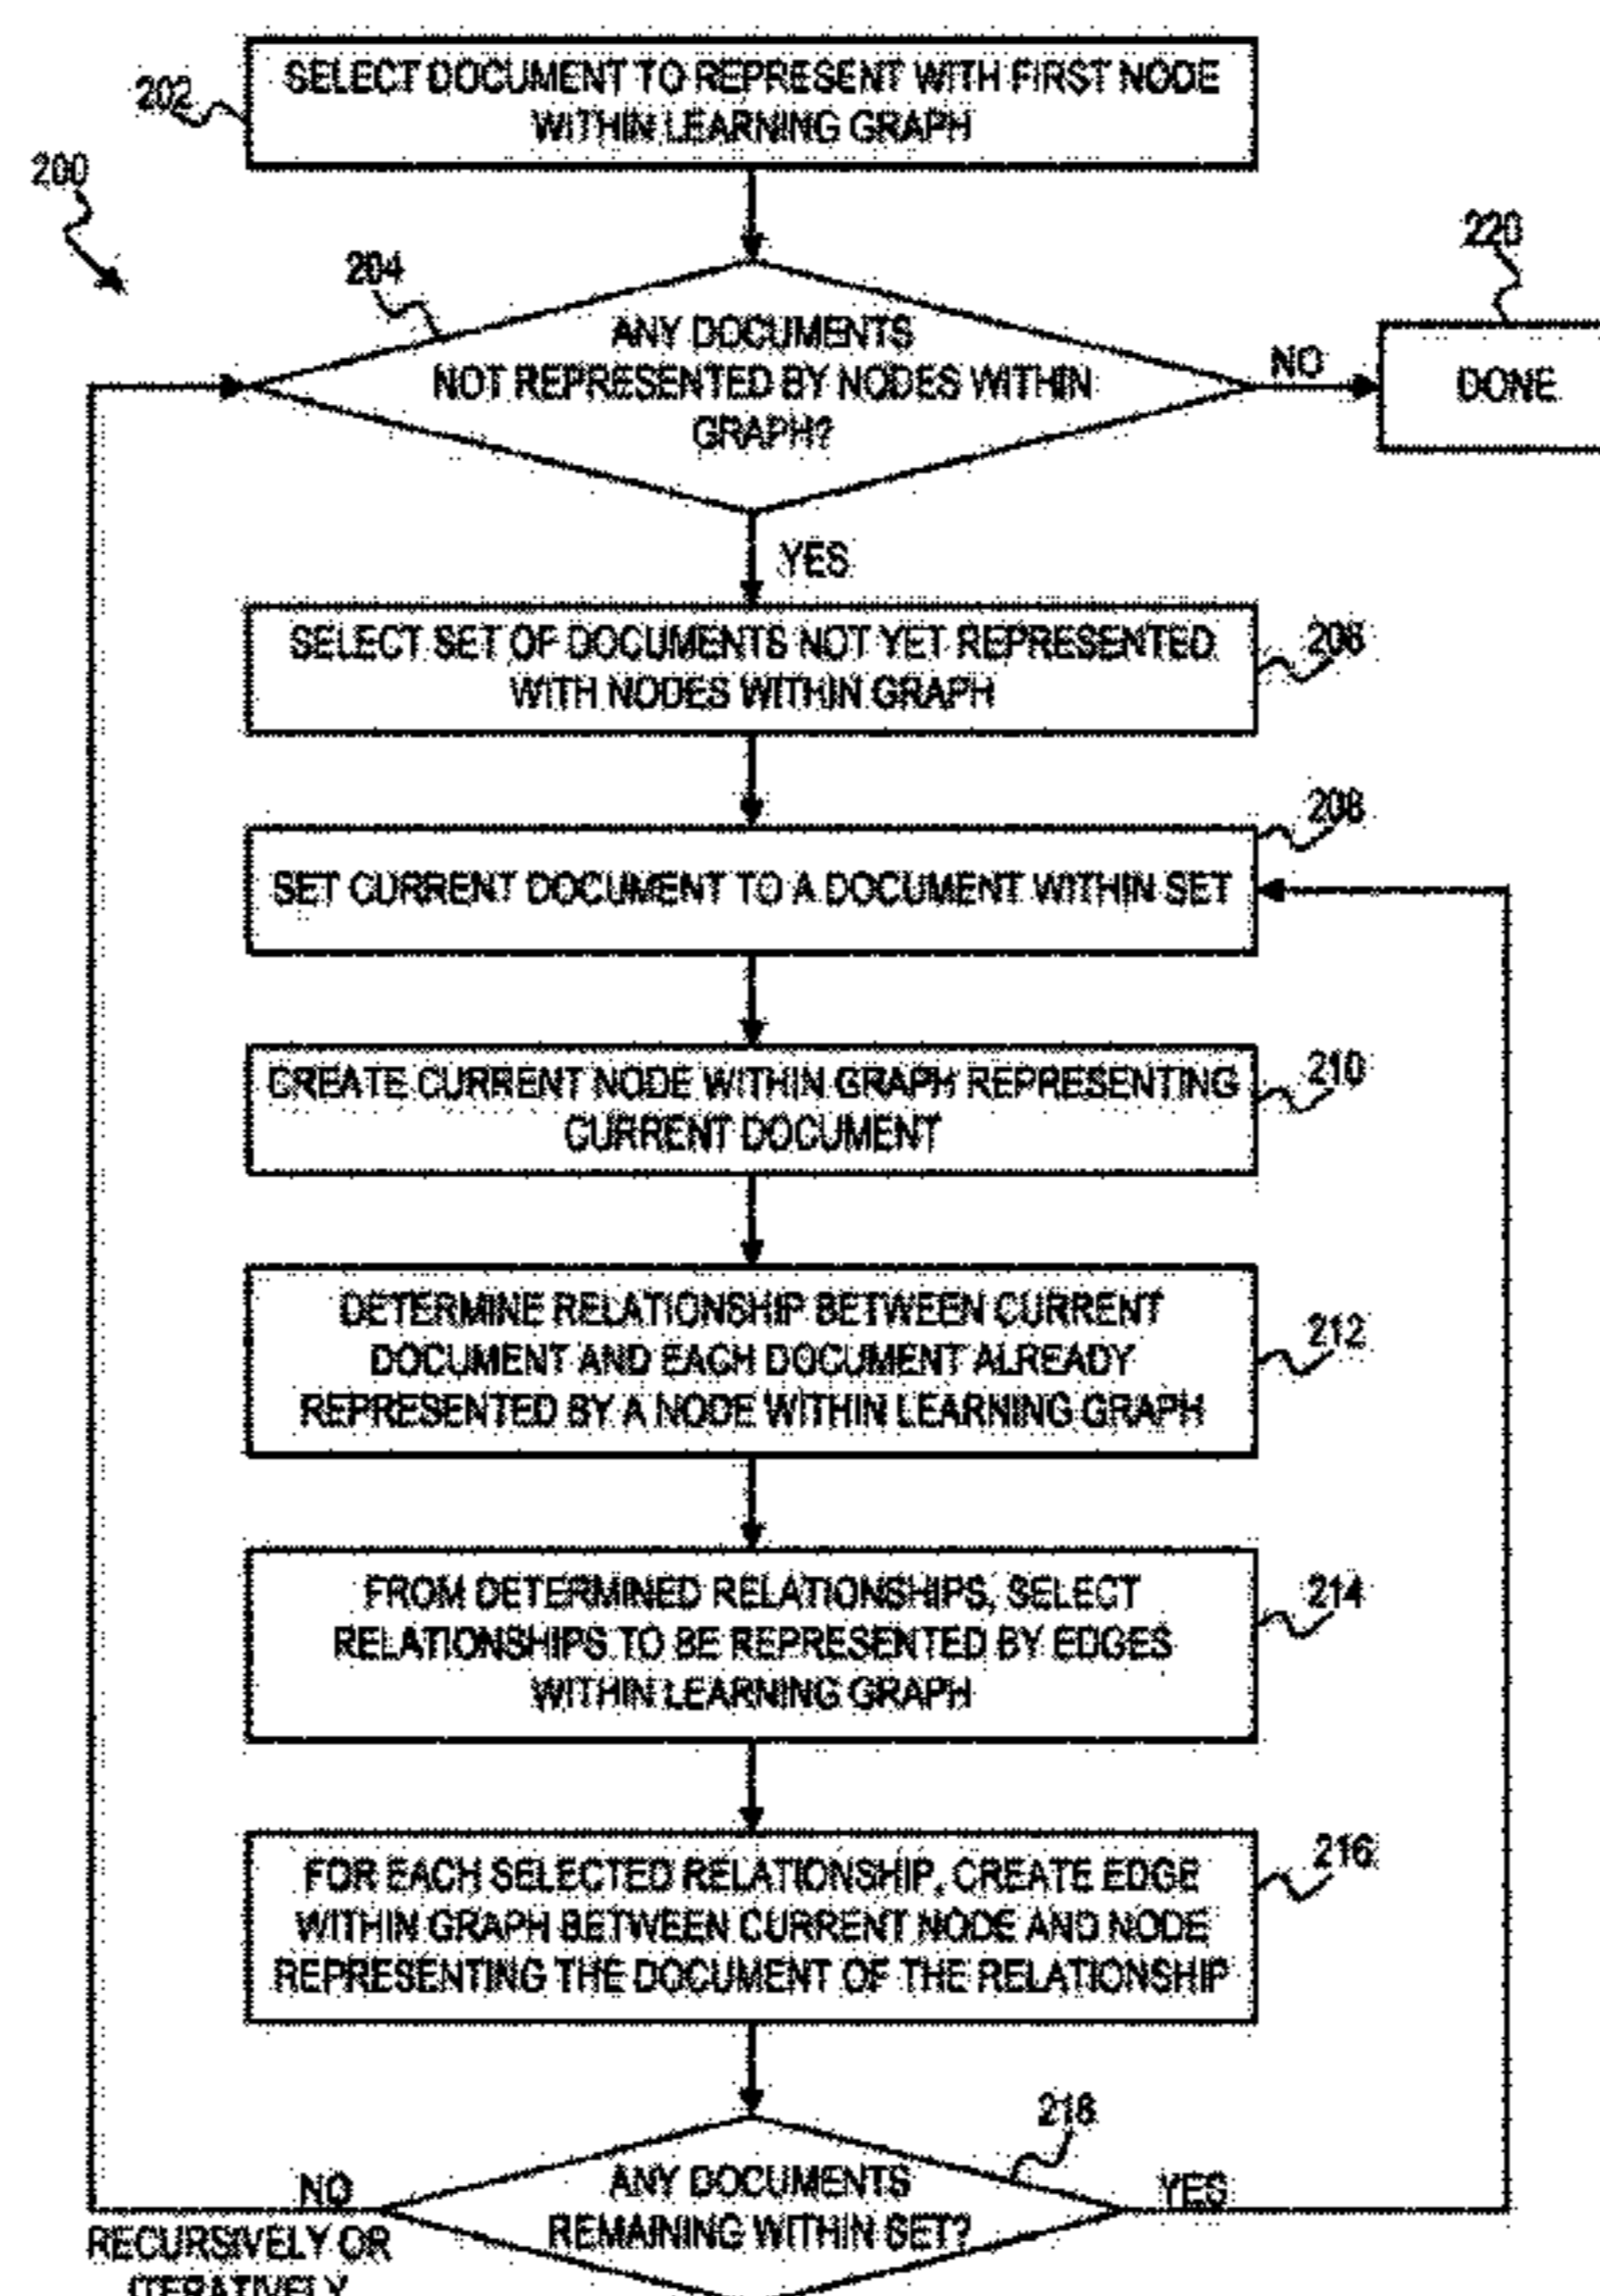 202
SELECT DOCUMENT TO REPRESENT WITH FIRST NODE
WITHIN LEARNING GRAPH
200
204
ANY DOCUMENTS
NOT REPRESENTED BY NODES WITHIN
GRAPH?
NO
220
DONE
YES
SELECT SET OF DOCUMENTS NOT YET REPRESENTED
WITH NODES WITHIN GRAPH
206
208
SET CURRENT DOCUMENT TO A DOCUMENT WITHIN SET
CREATE CURRENT NODE WITHIN GRAPH REPRESENTING
CURRENT DOCUMENT
210
DETERMINE RELATIONSHIP BETWEEN CURRENT
DOCUMENT AND EACH DOCUMENT ALREADY
REPRESENTED BY A NODE WITHIN LEARNING GRAPH
212
FROM DETERMINED RELATIONSHIPS, SELECT
RELATIONSHIPS TO BE REPRESENTED BY EDGES
WITHIN LEARNING GRAPH
214
FOR EACH SELECTED RELATIONSHIP, CREATE EDGE
WITHIN GRAPH BETWEEN CURRENT NODE AND NODE
REPRESENTING THE DOCUMENT OF THE RELATIONSHIP
216
218
ANY DOCUMENTS
REMAINING WITHIN SET?
YES
NO
RECURSIVELY OR
ITERATIVELY